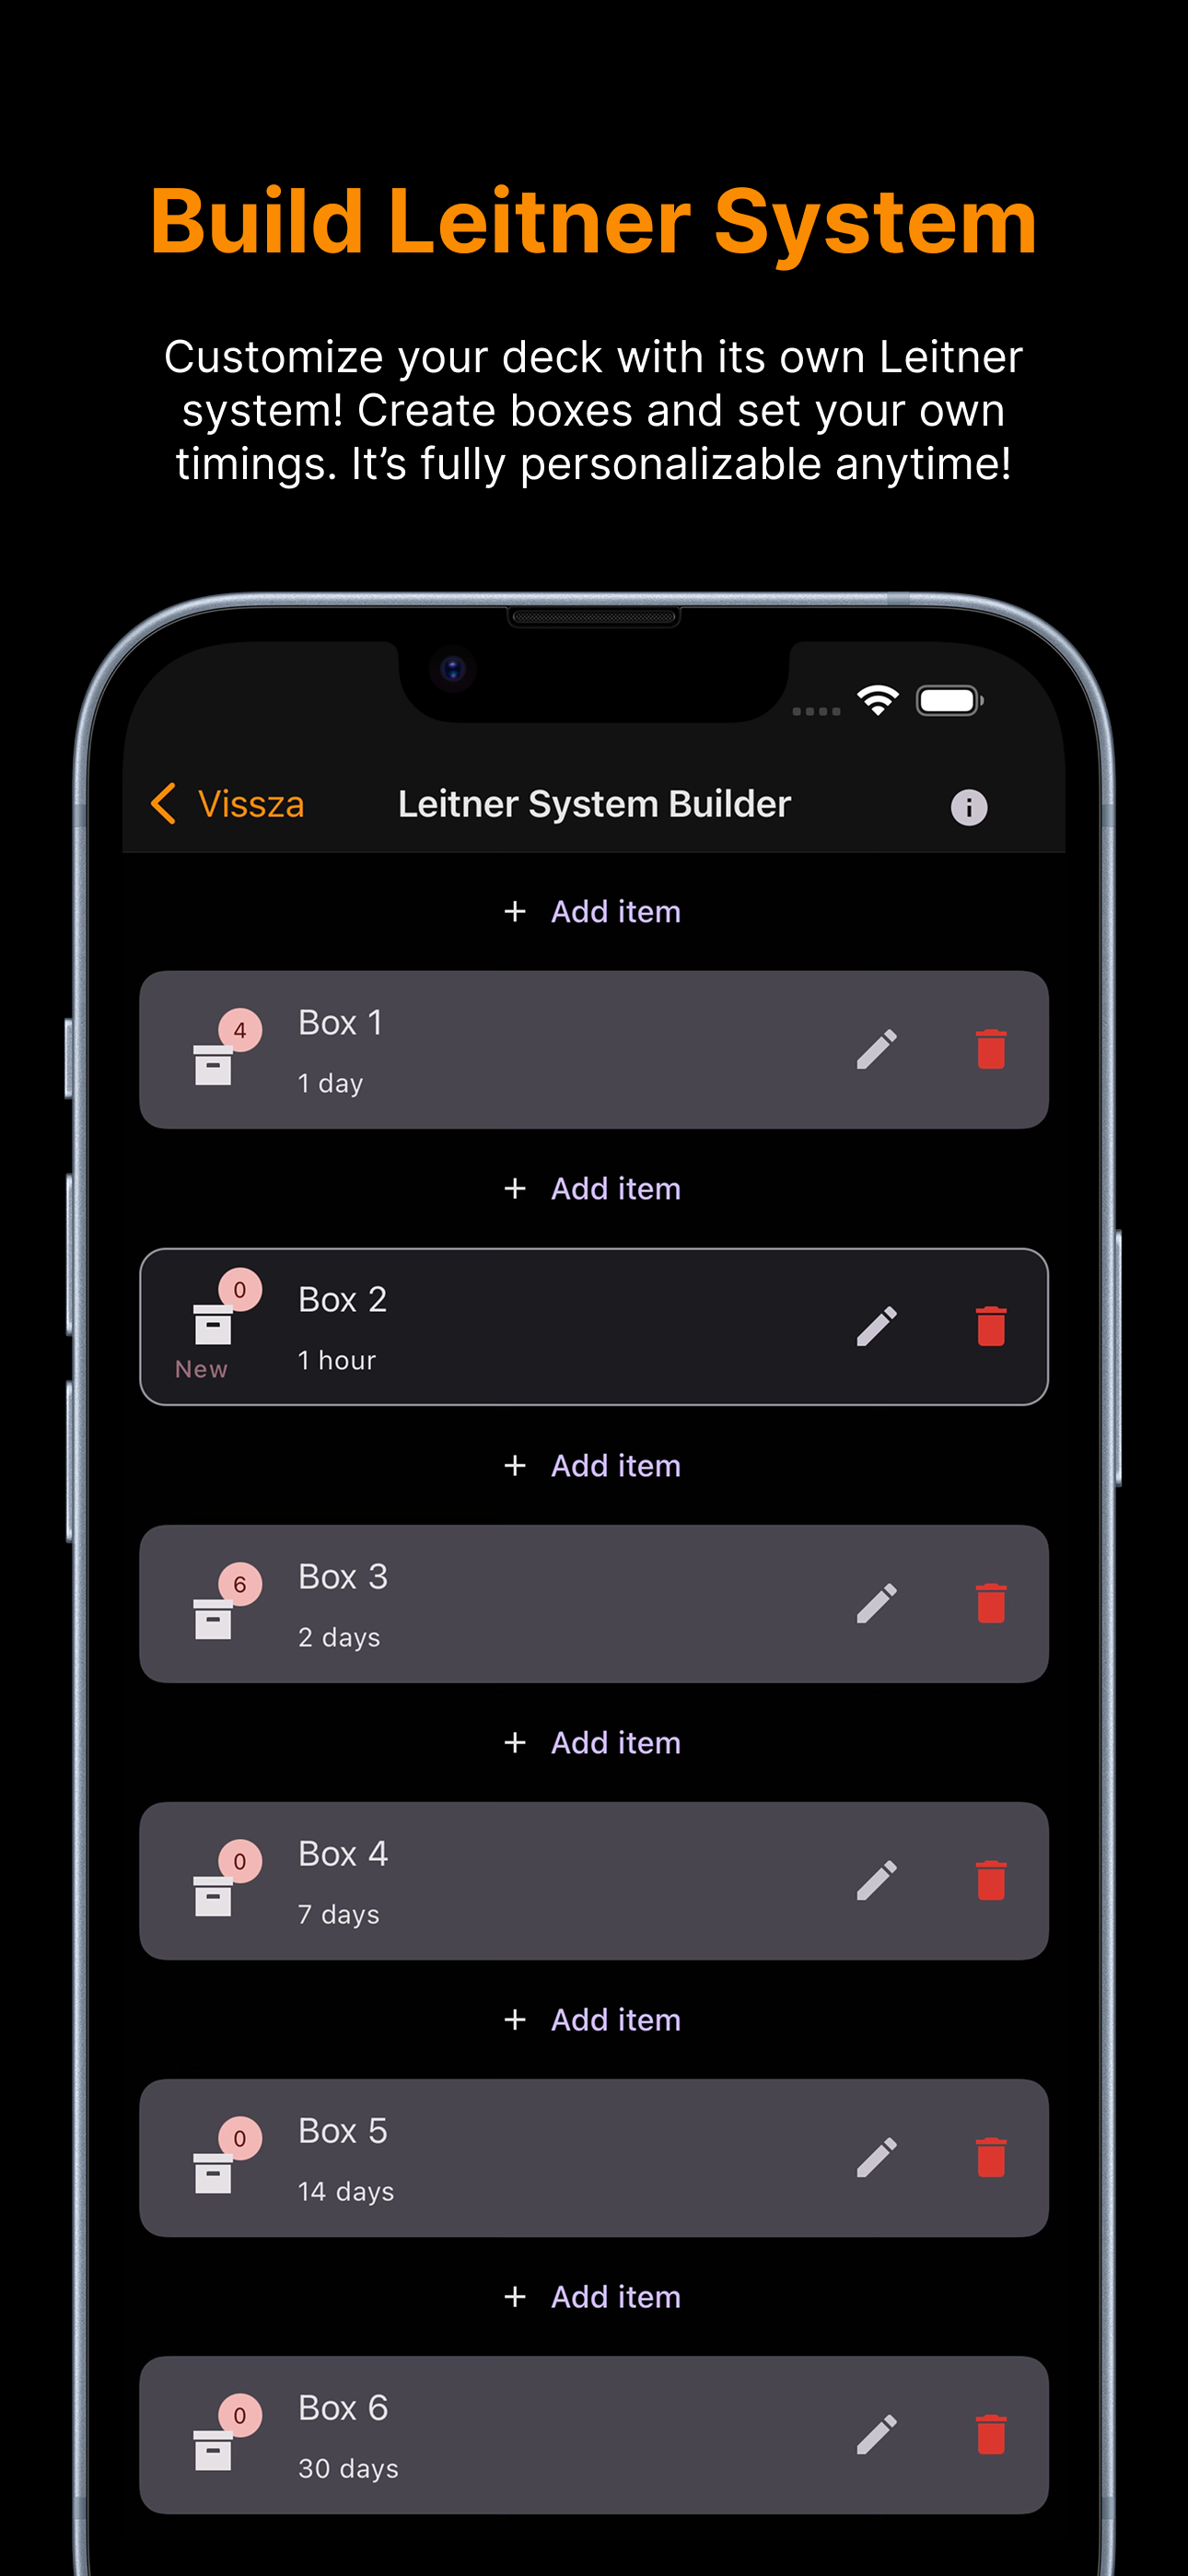 Build Leitner System
Customize your deck with its own Leitner
system! Create boxes and set your own
timings. It’s fully personalizable anytime!
Vissza
Leitner System Builder
i
+ Add item
4
Box 1
1 day
+ Add item
0
Box 2
New
1 hour
+ Add item
6
Box 3
2 days
+ Add item
0
Box 4
7 days
+ Add item
0
Box 5
14 days
+ Add item
0
Box 6
30 days